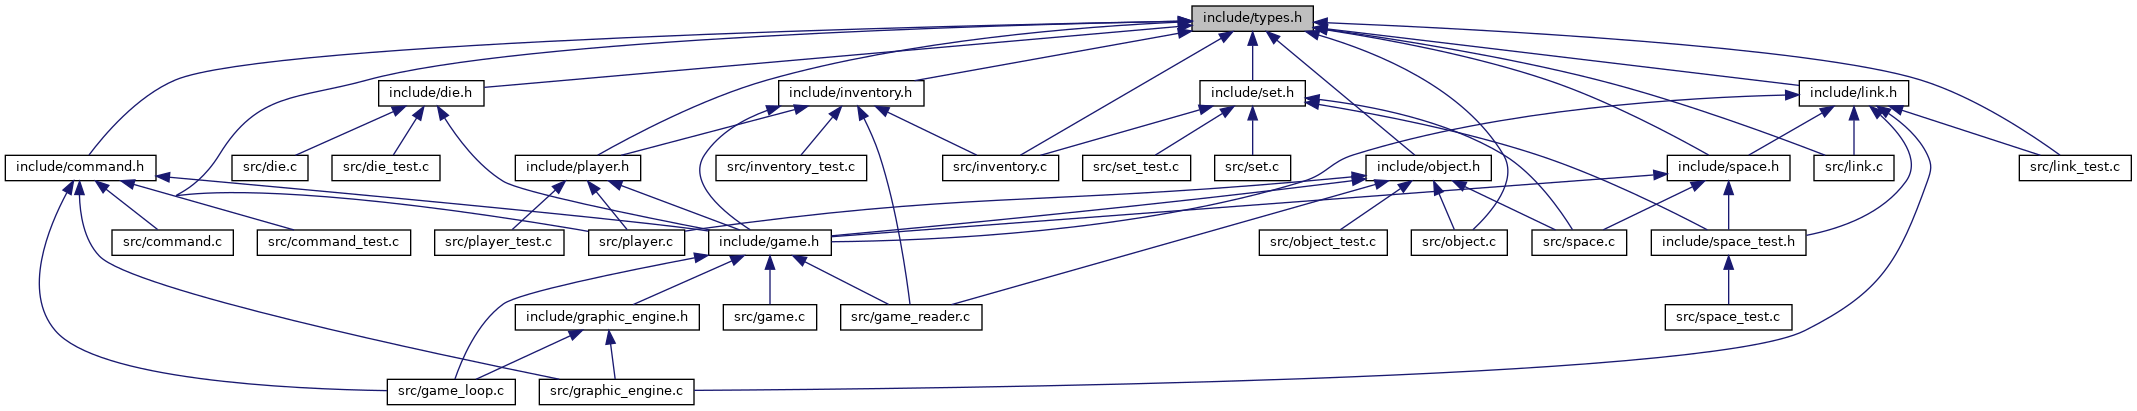 include/types.h
include/die.h
include/inventory.h
include/set.h
include/link.h
include/command.h
src/die.c
src/die_test.c
include/player.h
src/inventory_test.c
src/inventory.c
src/set_test.c
src/set.c
include/object.h
include/space.h
src/link.c
src/link_test.c
src/command.c
src/command_test.c
src/player_test.c
src/player.c
include/game.h
src/object_test.c
src/object.c
src/space.c
include/space_test.h
include/graphic_engine.h
src/game.c
src/game_reader.c
src/space_test.c
src/game_loop.c
src/graphic_engine.c